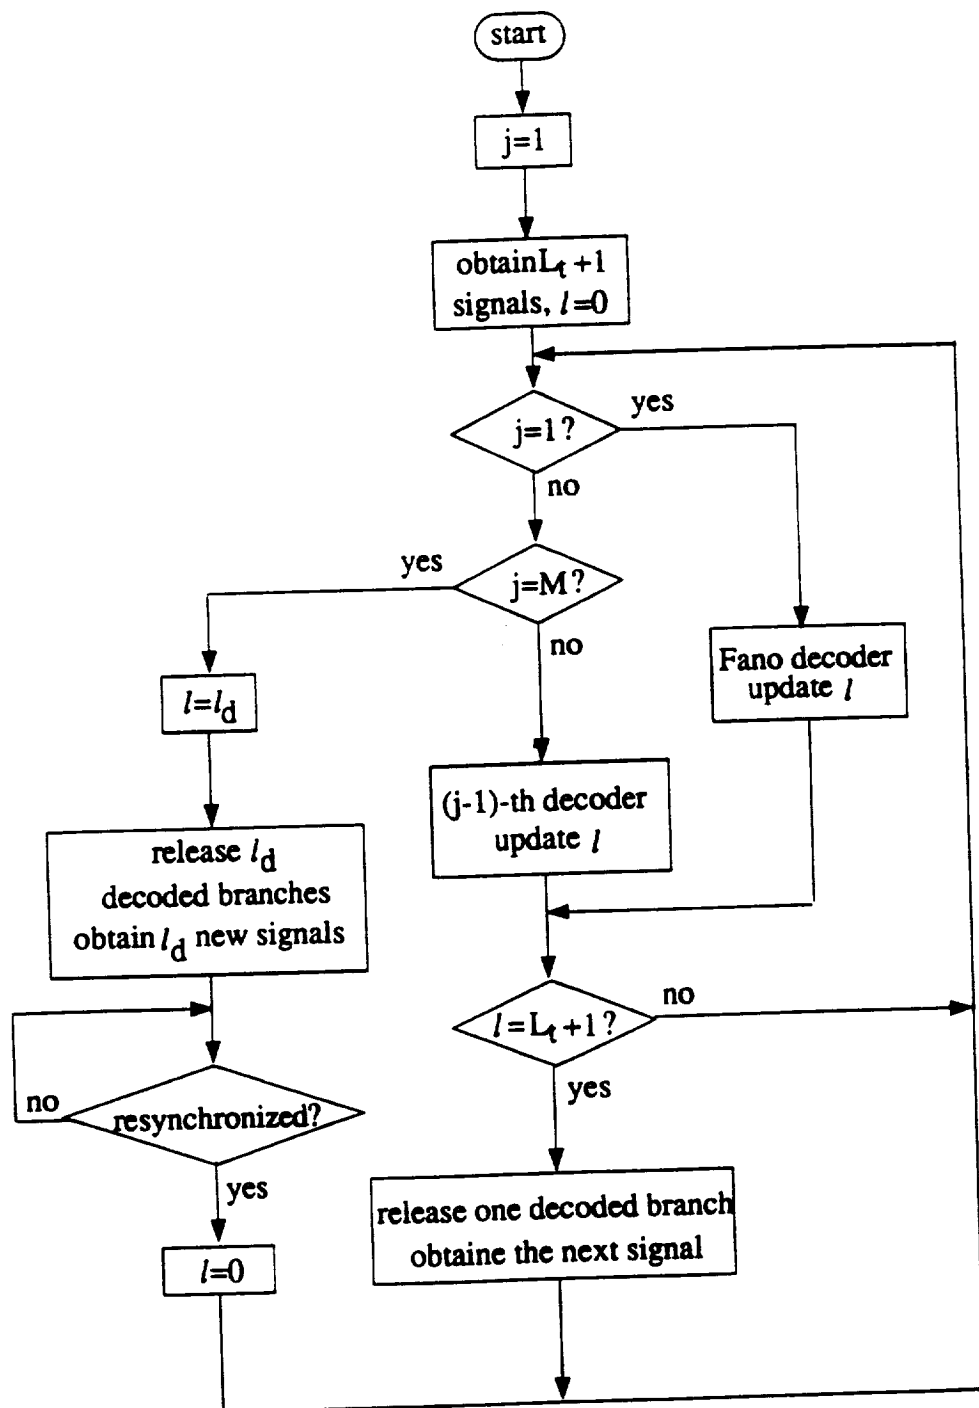 start
j=1
obtainL_t +1
signals, l=0
j=1?
yes
no
j=M?
yes
no
Fano decoder
update l
l=l_d
(j-1)-th decoder
update l
release l_d
decoded branches
obtain l_d new signals
l=L_t+1?
no
yes
resynchronized?
no
yes
release one decoded branch
obtaine the next signal
l=0